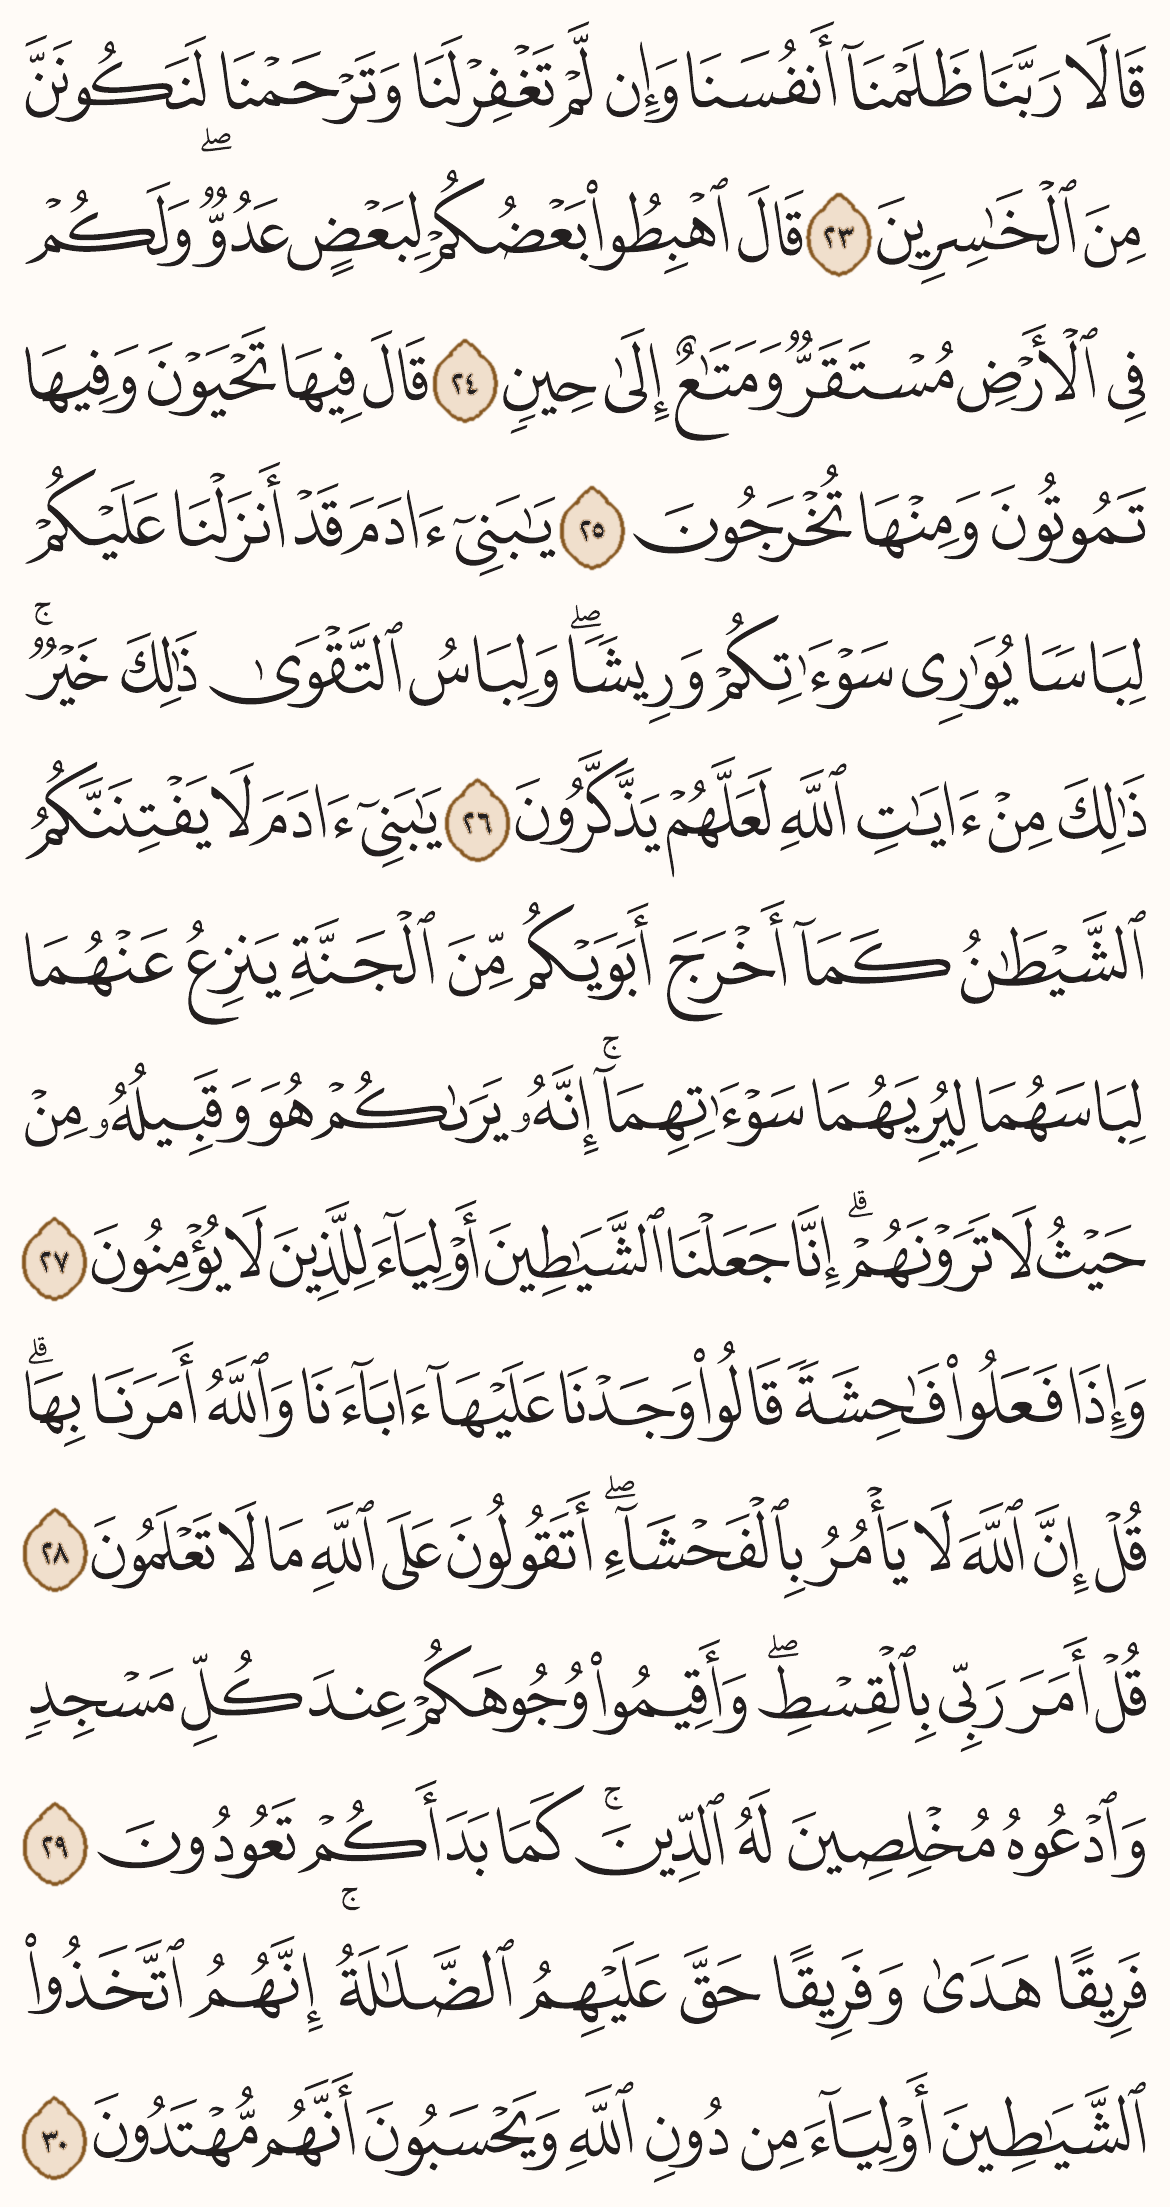 قَالَا رَبَّنَا ظَلَمۡنَآ أَنفُسَنَا وَإِن لَّمۡ تَغۡفِرۡ لَنَا وَتَرۡحَمۡنَا لَنَكُونَنَّ
مِنَ ٱلۡخَٰسِرِينَ ٢٣ قَالَ ٱهۡبِطُواْ بَعۡضُكُمۡ لِبَعۡضٍ عَدُوّٞۖ وَلَكُمۡ
فِي ٱلۡأَرۡضِ مُسۡتَقَرّٞ وَمَتَٰعٌ إِلَىٰ حِينٖ ٢٤ قَالَ فِيهَا تَحۡيَوۡنَ وَفِيهَا
تَمُوتُونَ وَمِنۡهَا تُخۡرَجُونَ ٢٥ يَٰبَنِيٓ ءَادَمَ قَدۡ أَنزَلۡنَا عَلَيۡكُمۡ
لِبَاسٗا يُوَٰرِي سَوۡءَٰتِكُمۡ وَرِيشٗاۖ وَلِبَاسُ ٱلتَّقۡوَىٰ ذَٰلِكَ خَيۡرٞۚ
ذَٰلِكَ مِنۡ ءَايَٰتِ ٱللَّهِ لَعَلَّهُمۡ يَذَّكَّرُونَ ٢٦ يَٰبَنِيٓ ءَادَمَ لَا يَفۡتِنَنَّكُمُ
ٱلشَّيۡطَٰنُ كَمَآ أَخۡرَجَ أَبَوَيۡكُم مِّنَ ٱلۡجَنَّةِ يَنزِعُ عَنۡهُمَا
لِبَاسَهُمَا لِيُرِيَهُمَا سَوۡءَٰتِهِمَآۚ إِنَّهُۥ يَرَىٰكُمۡ هُوَ وَقَبِيلُهُۥ مِنۡ
حَيۡثُ لَا تَرَوۡنَهُمۡۗ إِنَّا جَعَلۡنَا ٱلشَّيَٰطِينَ أَوۡلِيَآءَ لِلَّذِينَ لَا يُؤۡمِنُونَ ٢٧
وَإِذَا فَعَلُواْ فَٰحِشَةٗ قَالُواْ وَجَدۡنَا عَلَيۡهَآ ءَابَآءَنَا وَٱللَّهُ أَمَرَنَا بِهَاۗ
قُلۡ إِنَّ ٱللَّهَ لَا يَأۡمُرُ بِٱلۡفَحۡشَآءِۖ أَتَقُولُونَ عَلَى ٱللَّهِ مَا لَا تَعۡلَمُونَ ٢٨
قُلۡ أَمَرَ رَبِّي بِٱلۡقِسۡطِۖ وَأَقِيمُواْ وُجُوهَكُمۡ عِندَ كُلِّ مَسۡجِدٖ
وَٱدۡعُوهُ مُخۡلِصِينَ لَهُ ٱلدِّينَۚ كَمَا بَدَأَكُمۡ تَعُودُونَ ٢٩
فَرِيقًا هَدَىٰ وَفَرِيقًا حَقَّ عَلَيۡهِمُ ٱلضَّلَٰلَةُۚ إِنَّهُمُ ٱتَّخَذُواْ
ٱلشَّيَٰطِينَ أَوۡلِيَآءَ مِن دُونِ ٱللَّهِ وَيَحۡسَبُونَ أَنَّهُم مُّهۡتَدُونَ ٣٠